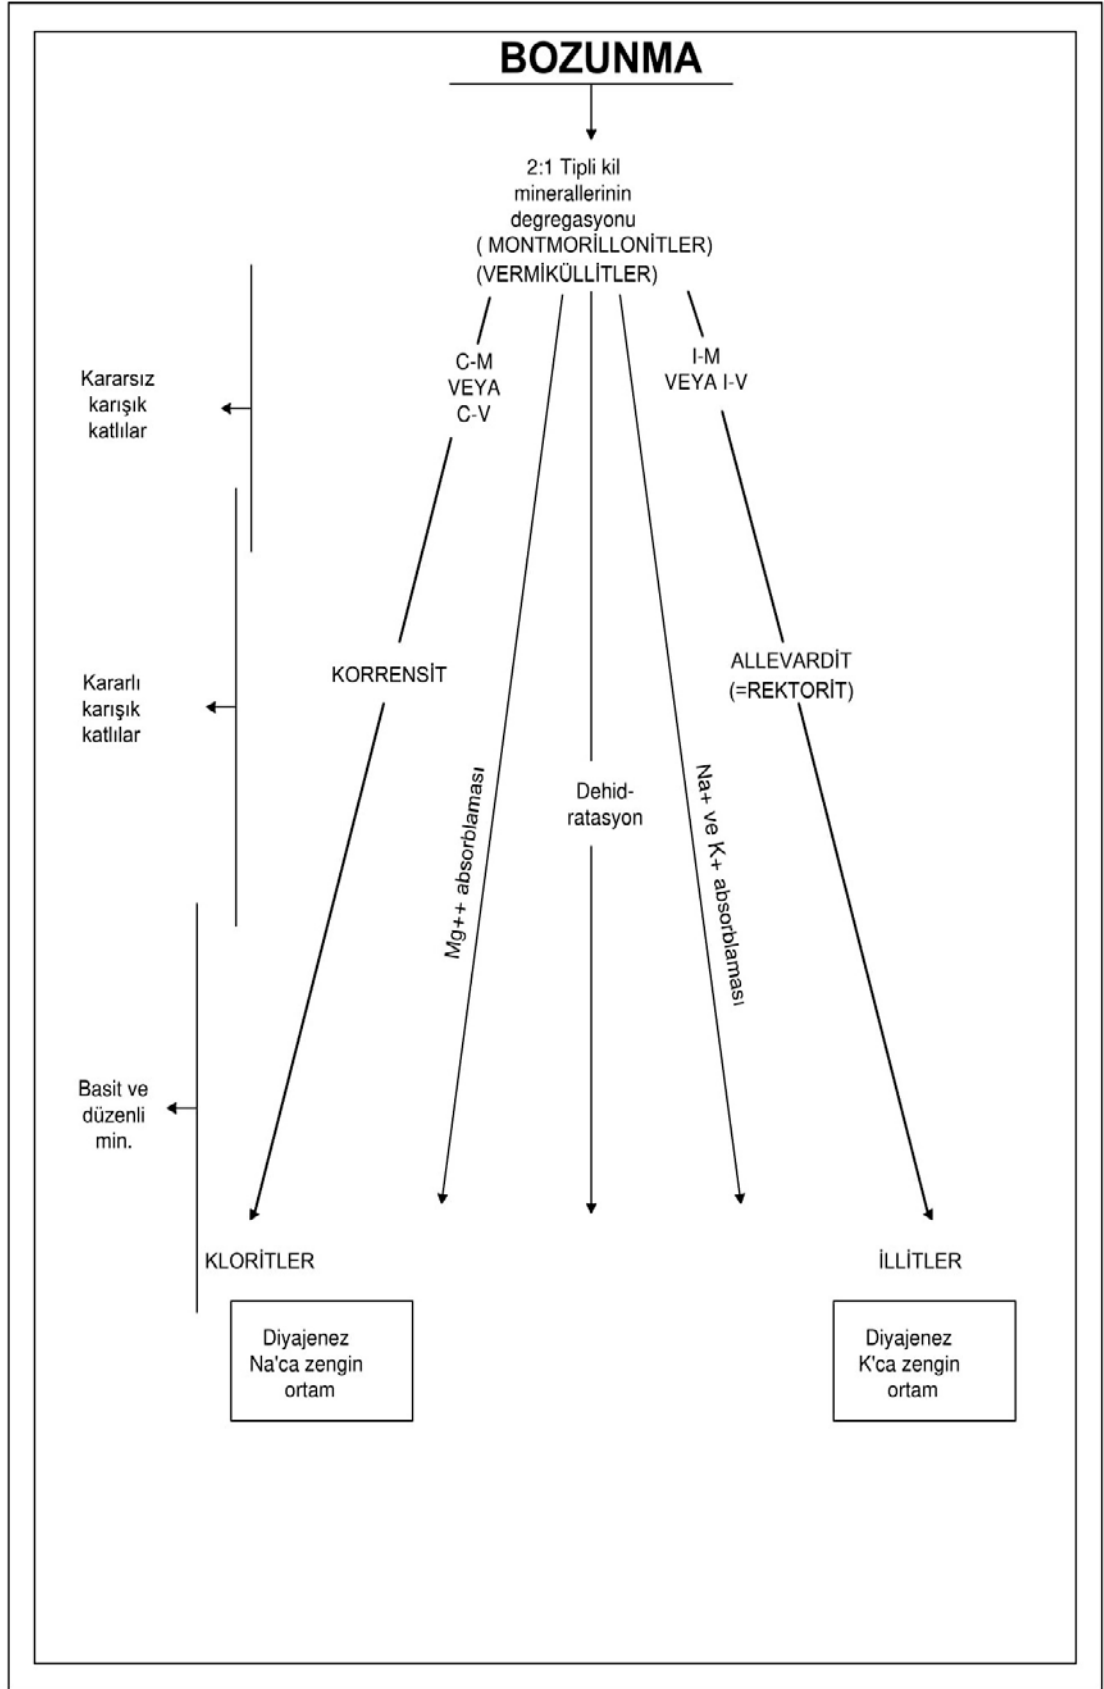 BOZUNMA
2:1 Tipli kil
minerallerinin
degregasyonu
( MONTMORİLLONİTLER)
(VERMİKÜLLİTLER)
C-M
VEYA
C-V
I-M
VEYA I-V
Kararsız
karışık
katlılar
KORRENSİT
ALLEVARDİT
(=REKTORİT)
Kararlı
karışık
katlılar
Mg++ absorblaması
Dehid-
ratasyon
Na+ ve K+ absorblaması
Basit ve
düzenli
min.
KLORİTLER
İLLİTLER
Diyajenez
Na'ca zengin
ortam
Diyajenez
K'ca zengin
ortam